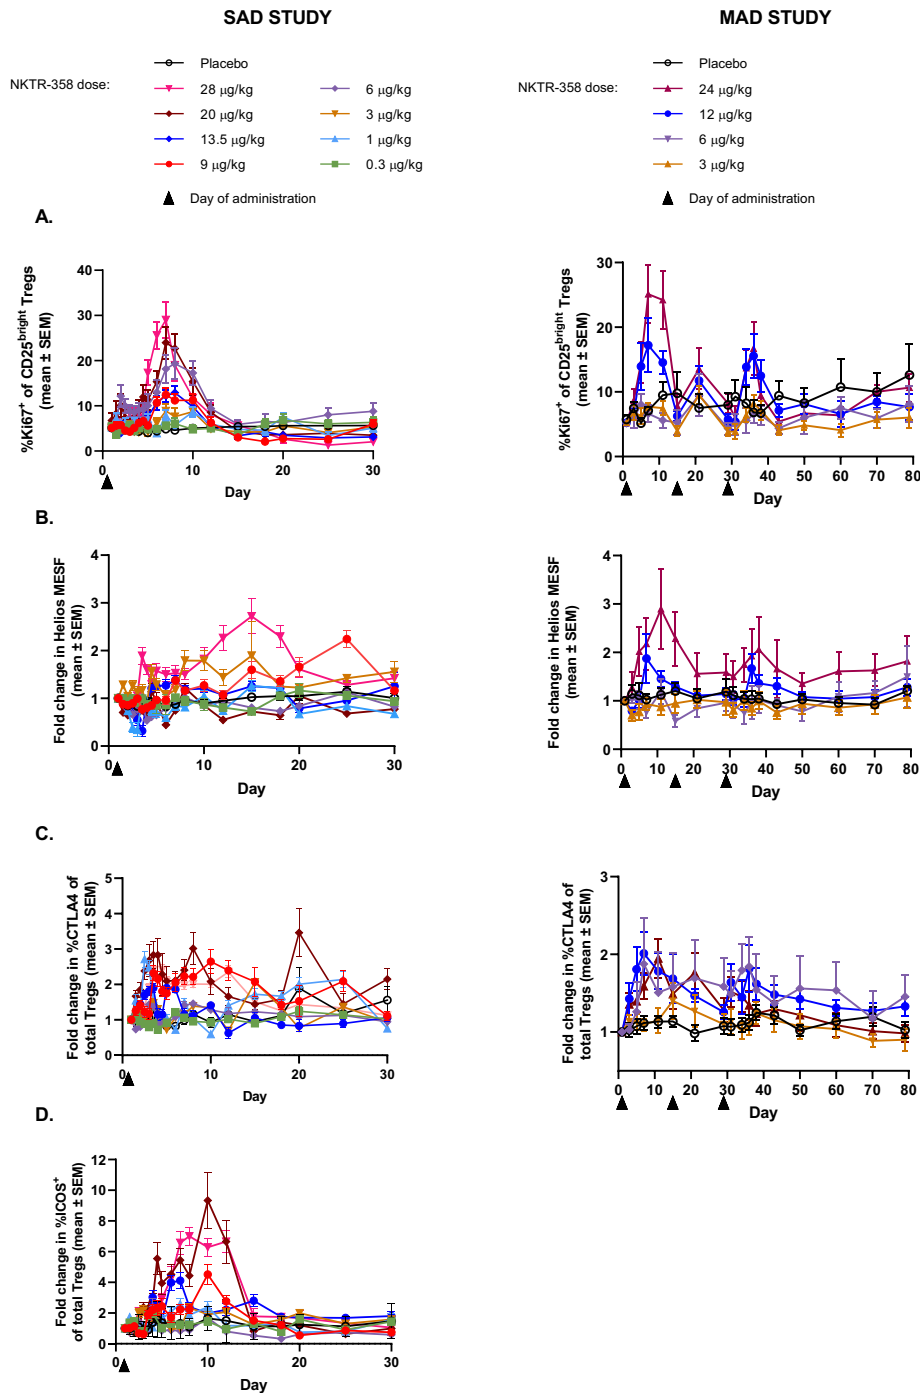 SAD STUDY
MAD STUDY
NKTR-358 dose:
Placebo
28 μg/kg
20 μg/kg
13.5 μg/kg
9 μg/kg
6 μg/kg
3 μg/kg
1 μg/kg
0.3 μg/kg
Day of administration
NKTR-358 dose:
Placebo
24 μg/kg
12 μg/kg
6 μg/kg
3 μg/kg
Day of administration
A.
%Ki67⁺ of CD25ᵇʳⁱᵍʰᵗ Tregs
(mean ± SEM)
40
30
20
10
0
0 10 20 30
Day
%Ki67⁺ of CD25ᵇʳⁱᵍʰᵗ Tregs
(mean ± SEM)
30
20
10
0
0 10 20 30 40 50 60 70 80
Day
B.
Fold change in Helios MESF
(mean ± SEM)
4
3
2
1
0
0 10 20 30
Day
Fold change in Helios MESF
(mean ± SEM)
4
3
2
1
0
0 10 20 30 40 50 60 70 80
Day
C.
Fold change in %CTLA4 of
total Tregs (mean ± SEM)
5
4
3
2
1
0
0 10 20 30
Day
Fold change in %CTLA4 of
total Tregs (mean ± SEM)
3
2
1
0 10 20 30 40 50 60 70 80
Day
D.
Fold change in %ICOS⁺
of total Tregs (mean ± SEM)
12
10
8
6
4
2
0
0 10 20 30
Day